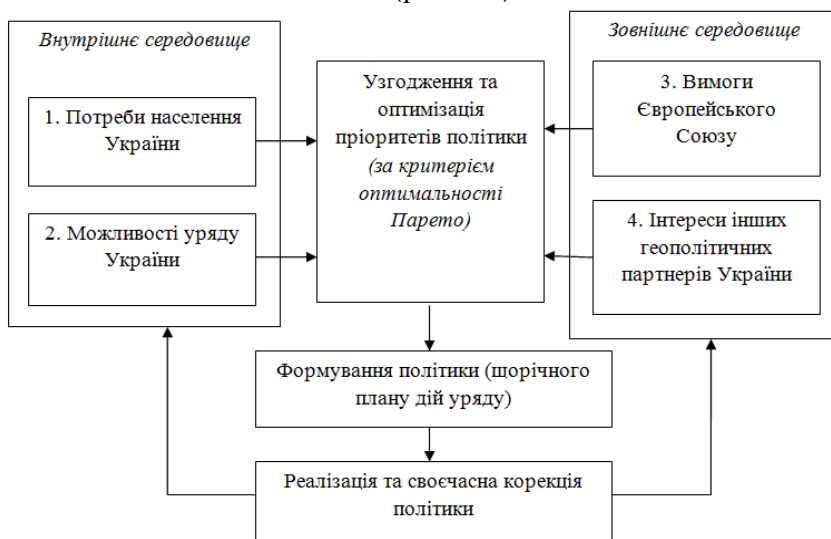 Внутрішнє середовище
1. Потреби населення
України
2. Можливості уряду
України
Узгодження та
оптимізація
пріоритетів політики
(за критерієм
оптимальності
Парето)
Зовнішнє середовище
3. Вимоги
Європейського
Союзу
4. Інтереси інших
геополітичних
партнерів України
Формування політики (щорічного
плану дій уряду)
Реалізація та своєчасна корекція
політики